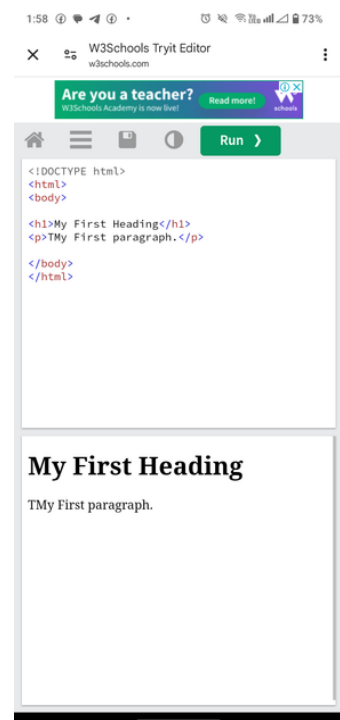 1:58
73%
W3Schools Tryit Editor
w3schools.com
Are you a teacher?
W3Schools Academy is now live!
Read more!
schools
Run ❯
<!DOCTYPE html>
<html>
<body>
<h1>My First Heading</h1>
<p>TMy First paragraph.</p>
</body>
</html>
My First Heading
TMy First paragraph.